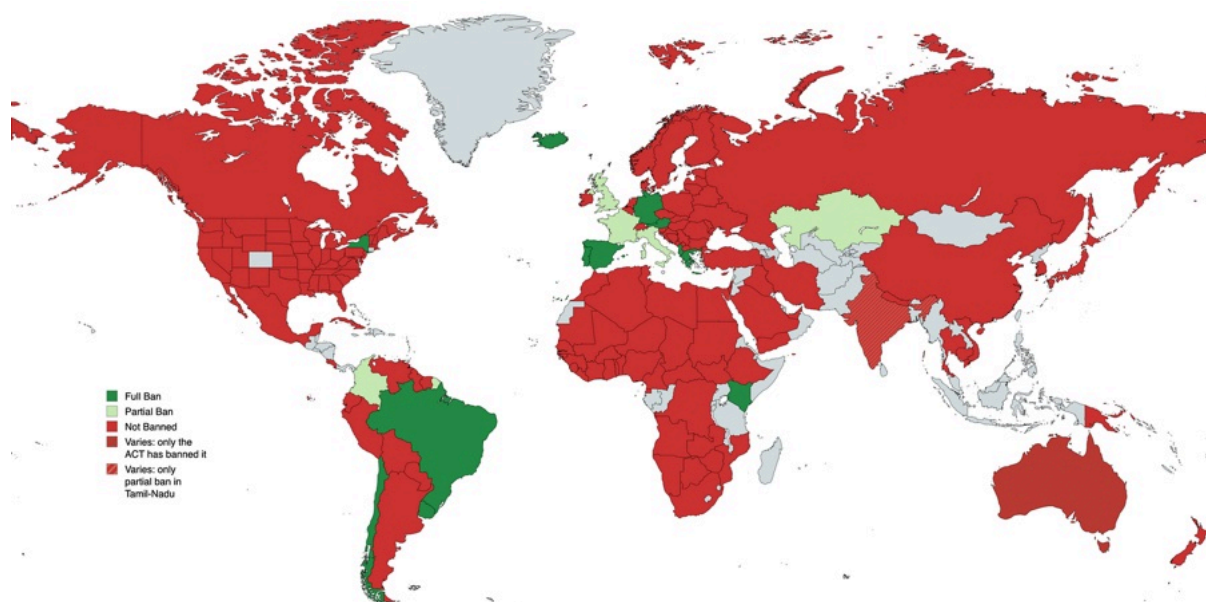 Full Ban
Partial Ban
Not Banned
Varies: only the
ACT has banned it
Varies: only
partial ban in
Tamil-Nadu